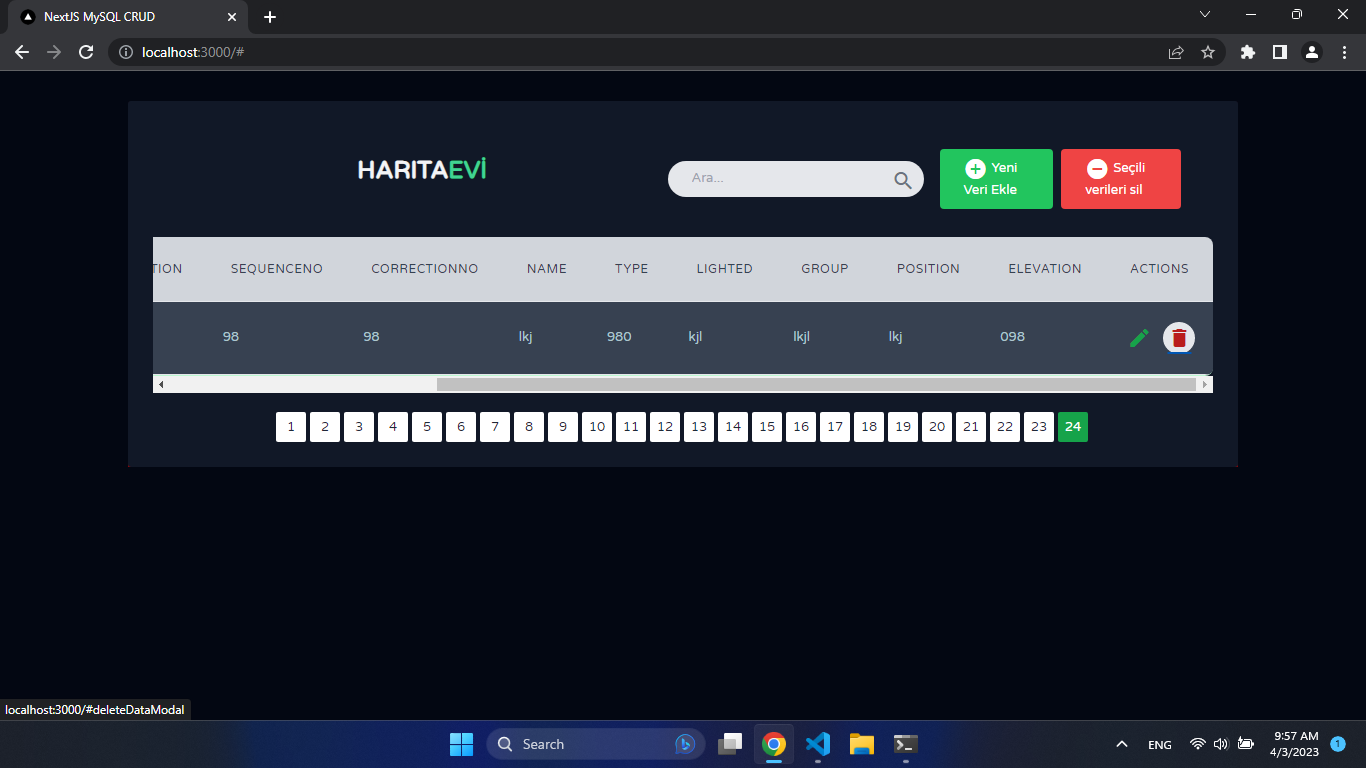 NextJS MySQL CRUD
localhost:3000/#
HARITAEVİ
Ara...
Yeni
Veri Ekle
Seçili
verileri sil
TION SEQUENCENO CORRECTIONNO NAME TYPE LIGHTED GROUP POSITION ELEVATION ACTIONS
98 98 lkj 980 kjl lkjl lkj 098
1 2 3 4 5 6 7 8 9 10 11 12 13 14 15 16 17 18 19 20 21 22 23 24
localhost:3000/#deleteDataModal
Search
ENG
9:57 AM
4/3/2023
1